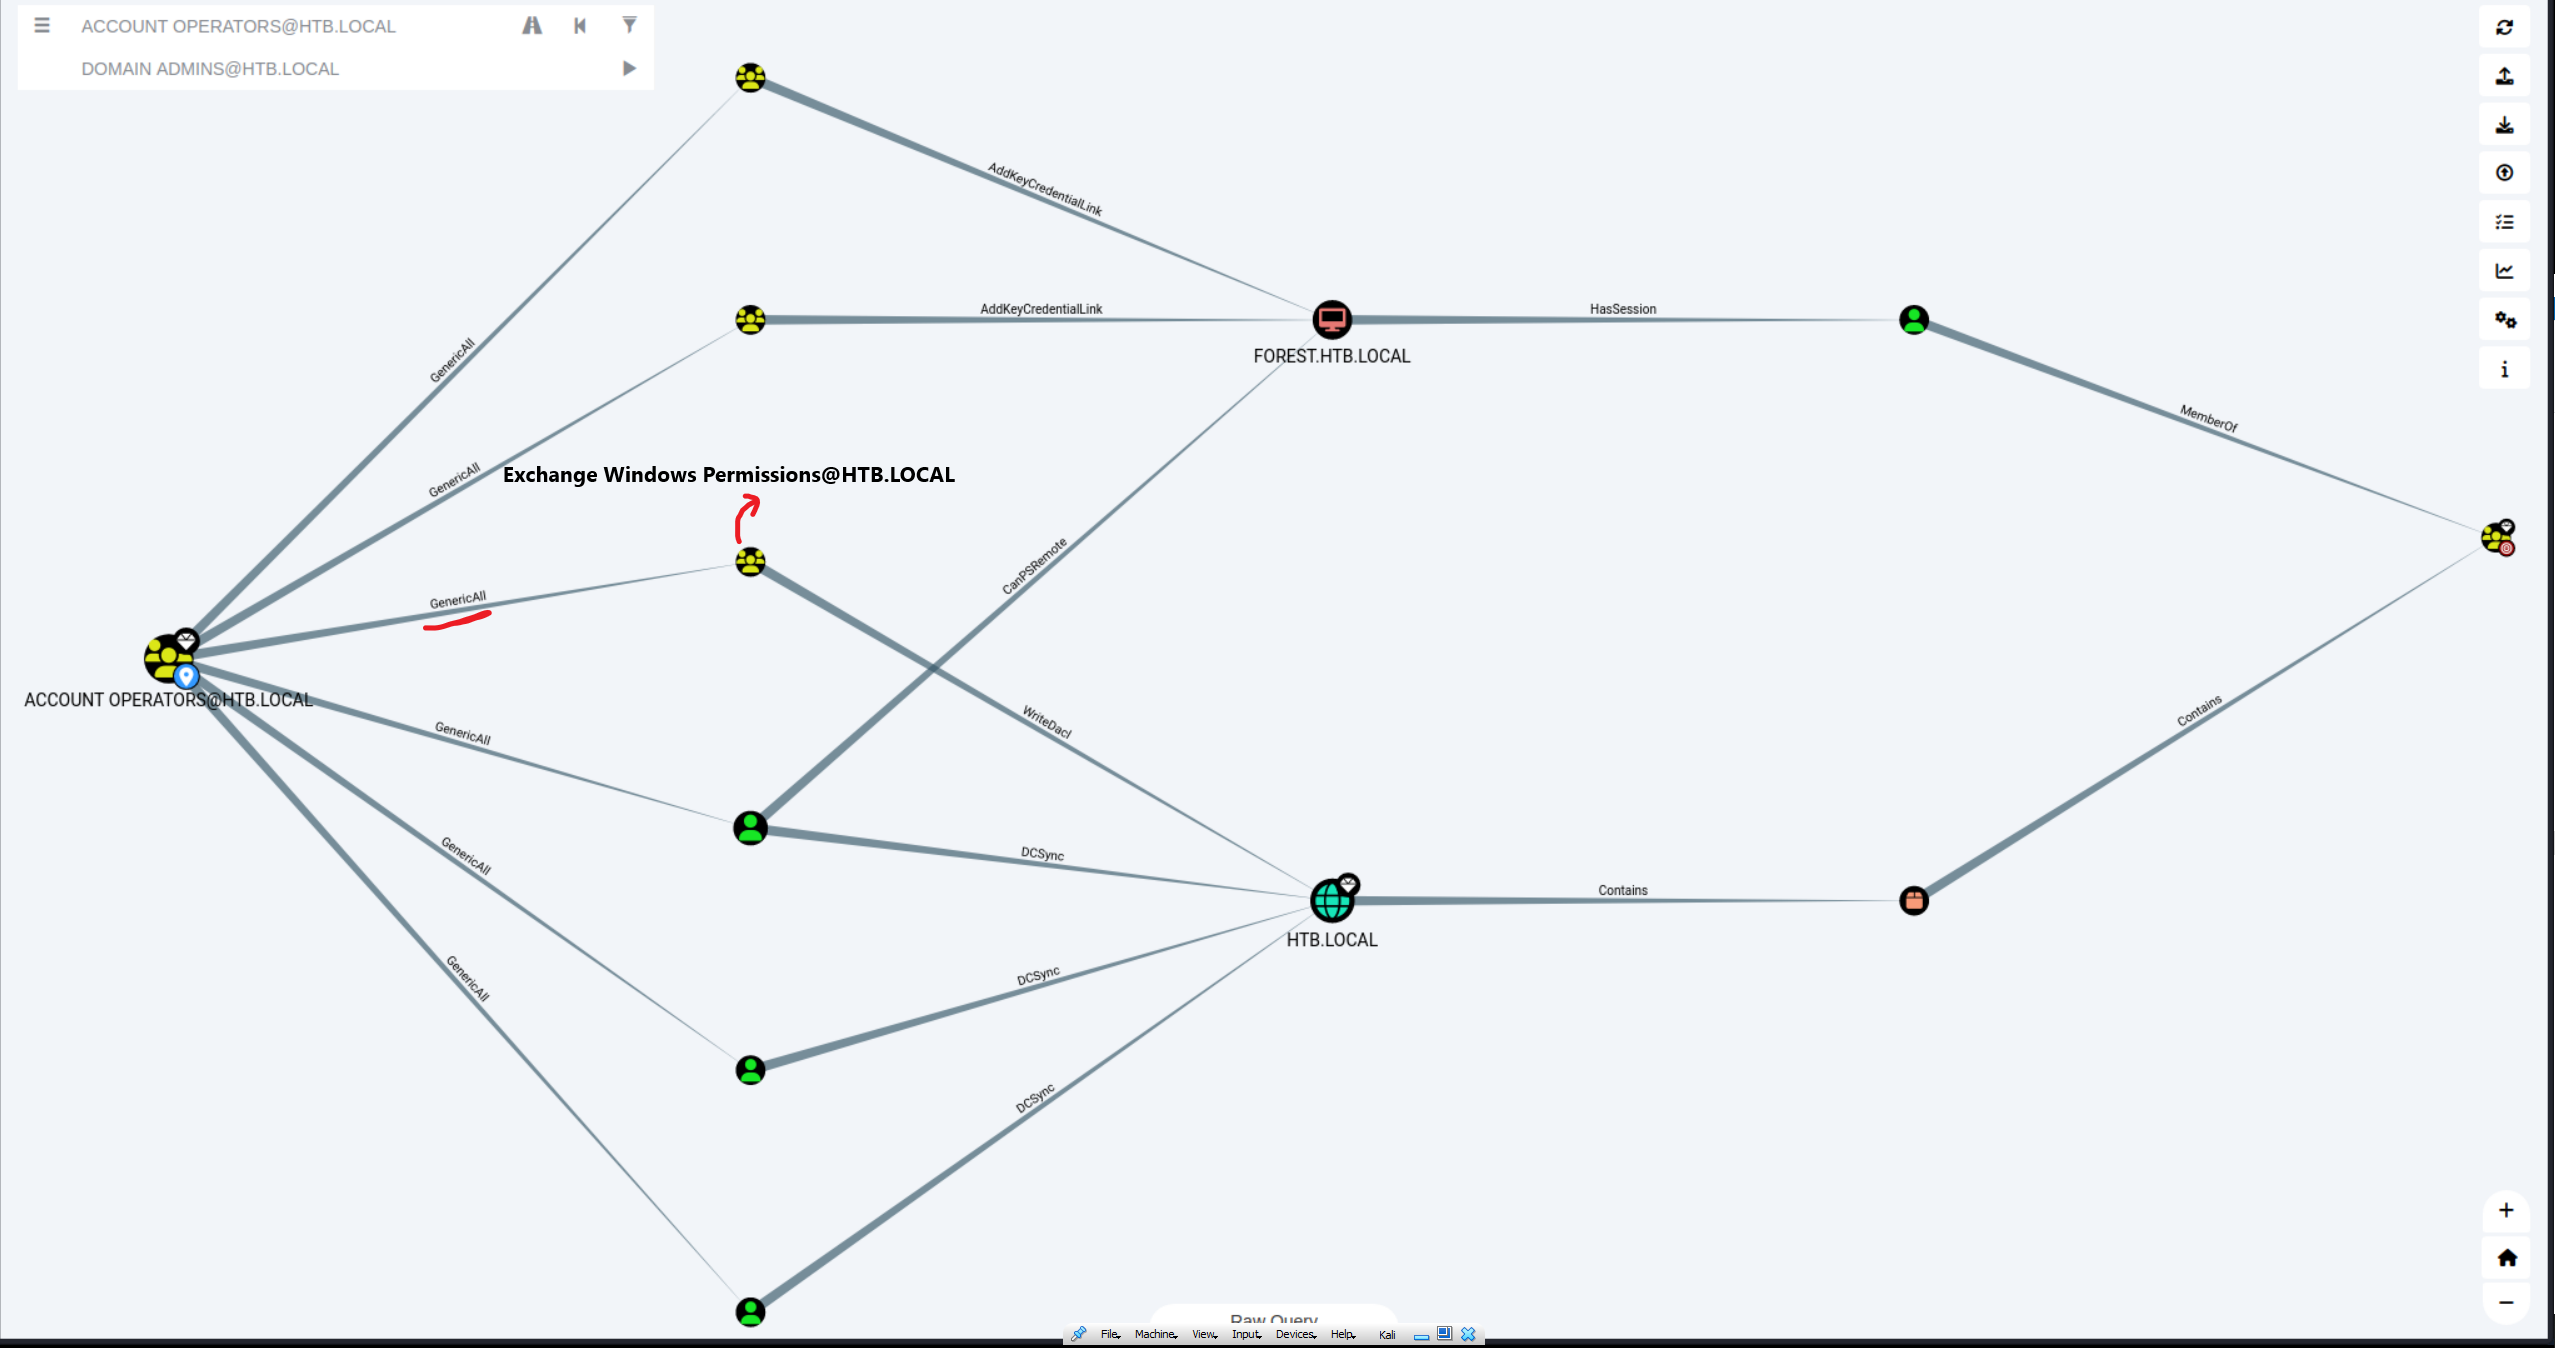 ACCOUNT OPERATORS@HTB.LOCAL
DOMAIN ADMINS@HTB.LOCAL
AddKeyCredentialLink
AddKeyCredentialLink
HasSession
GenericAll
FOREST.HTB.LOCAL
MemberOf
GenericAll
Exchange Windows Permissions@HTB.LOCAL
CanPSRemote
GenericAll
ACCOUNT OPERATORS@HTB.LOCAL
WriteDacl
Contains
GenericAll
DCSync
GenericAll
Contains
HTB.LOCAL
GenericAll
DCSync
DCSync
Raw Query
File
Machine
View
Input
Devices
Help
Kali